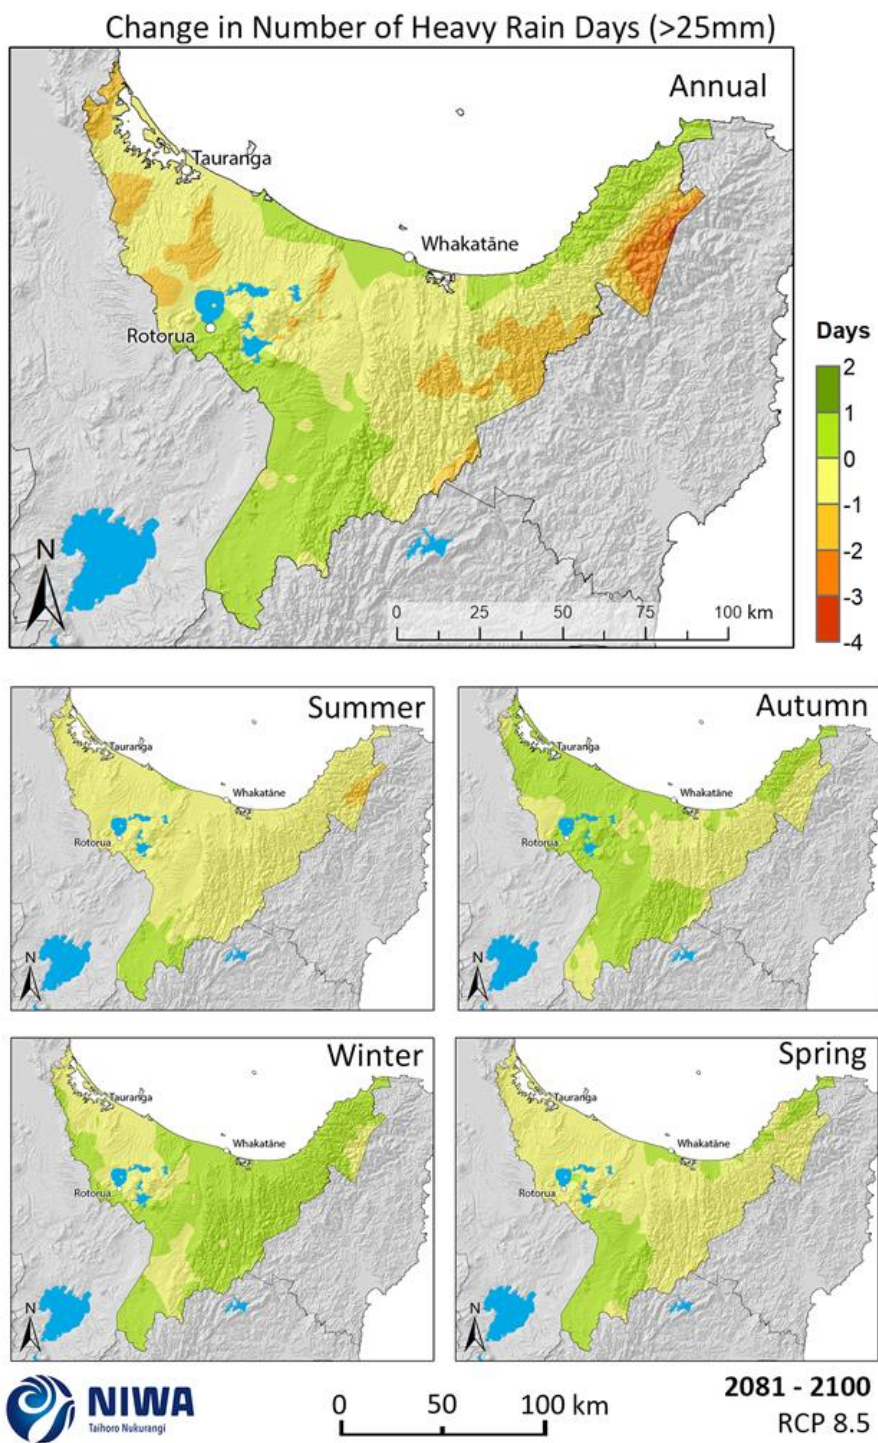 Change in Number of Heavy Rain Days (>25mm)
Annual
Tauranga
Whakatāne
Rotorua
Days
2
1
0
-1
-2
-3
-4
N
0 25 50 75 100 km
Summer
Tauranga
Whakatāne
Rotorua
N
Autumn
Tauranga
Whakatāne
Rotorua
N
Winter
Tauranga
Whakatāne
Rotorua
N
Spring
Tauranga
Whakatāne
Rotorua
N
NIWA
Taihoro Nukurangi
0 50 100 km
2081 - 2100
RCP 8.5